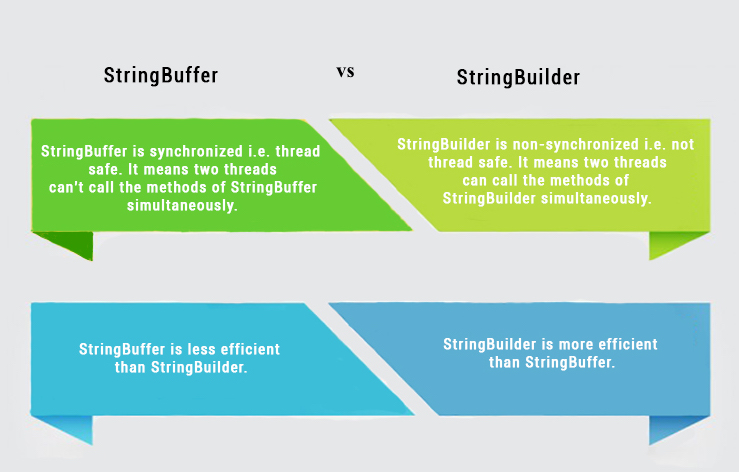 StringBuffer vs StringBuilder
StringBuffer is synchronized i.e. thread
safe. It means two threads
can't call the methods of StringBuffer
simultaneously.
StringBuilder is non-synchronized i.e. not
thread safe. It means two threads
can call the methods of
StringBuilder simultaneously.
StringBuffer is less efficient
than StringBuilder.
StringBuilder is more efficient
than StringBuffer.